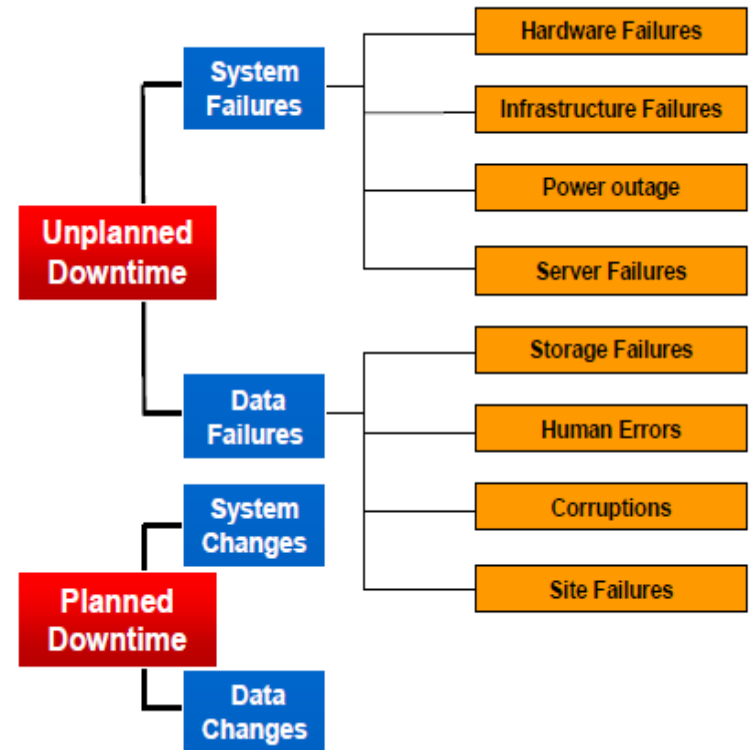 Unplanned
Downtime
System
Failures
Hardware Failures
Infrastructure Failures
Power outage
Server Failures
Data
Failures
Storage Failures
Human Errors
Corruptions
Site Failures
Planned
Downtime
System
Changes
Data
Changes